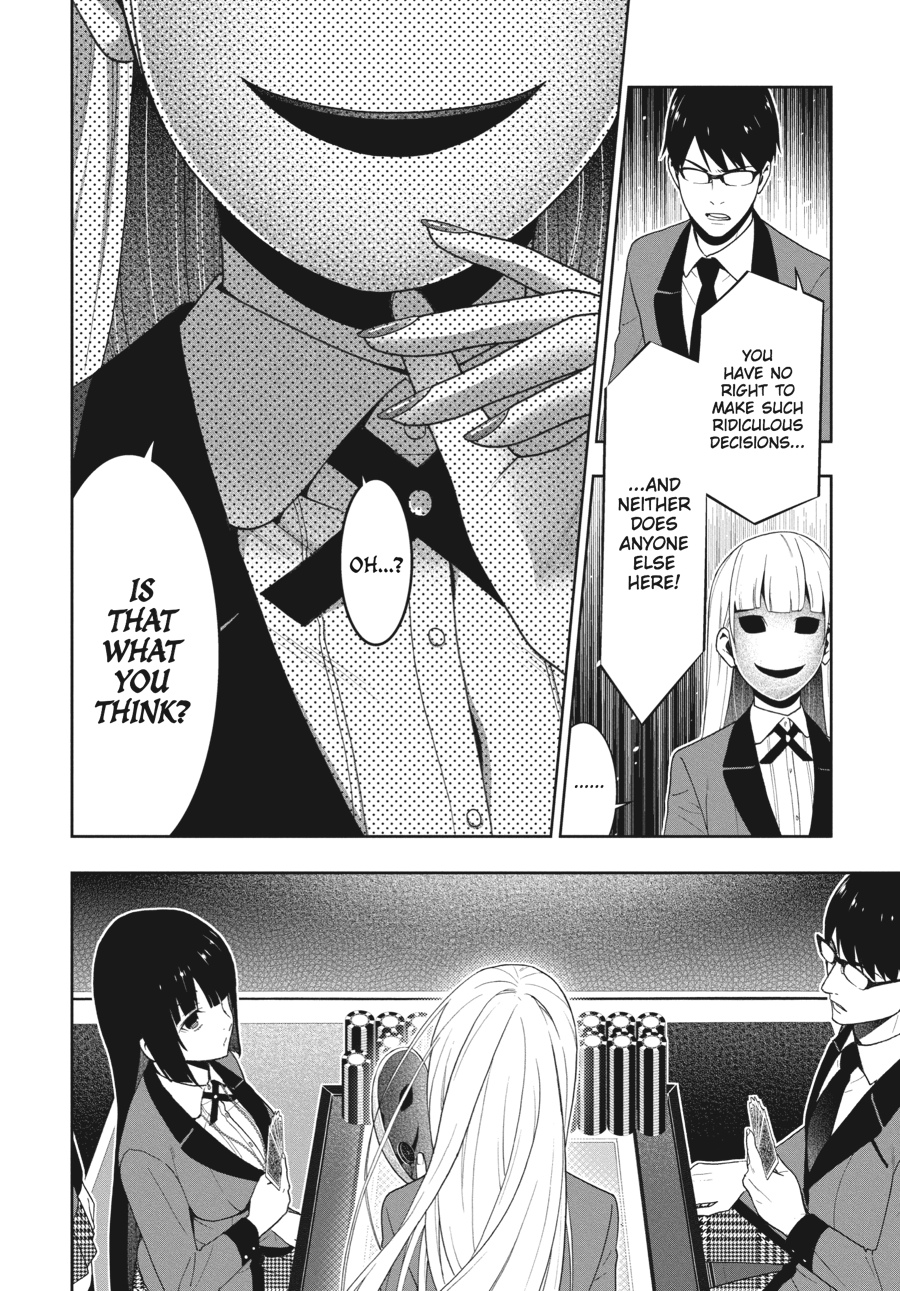 YOU
HAVE NO
RIGHT TO
MAKE SUCH
RIDICULOUS
DECISIONS...
...AND
NEITHER
DOES
ANYONE
ELSE
HERE!
......
OH...?
IS
THAT
WHAT
YOU
THINK?